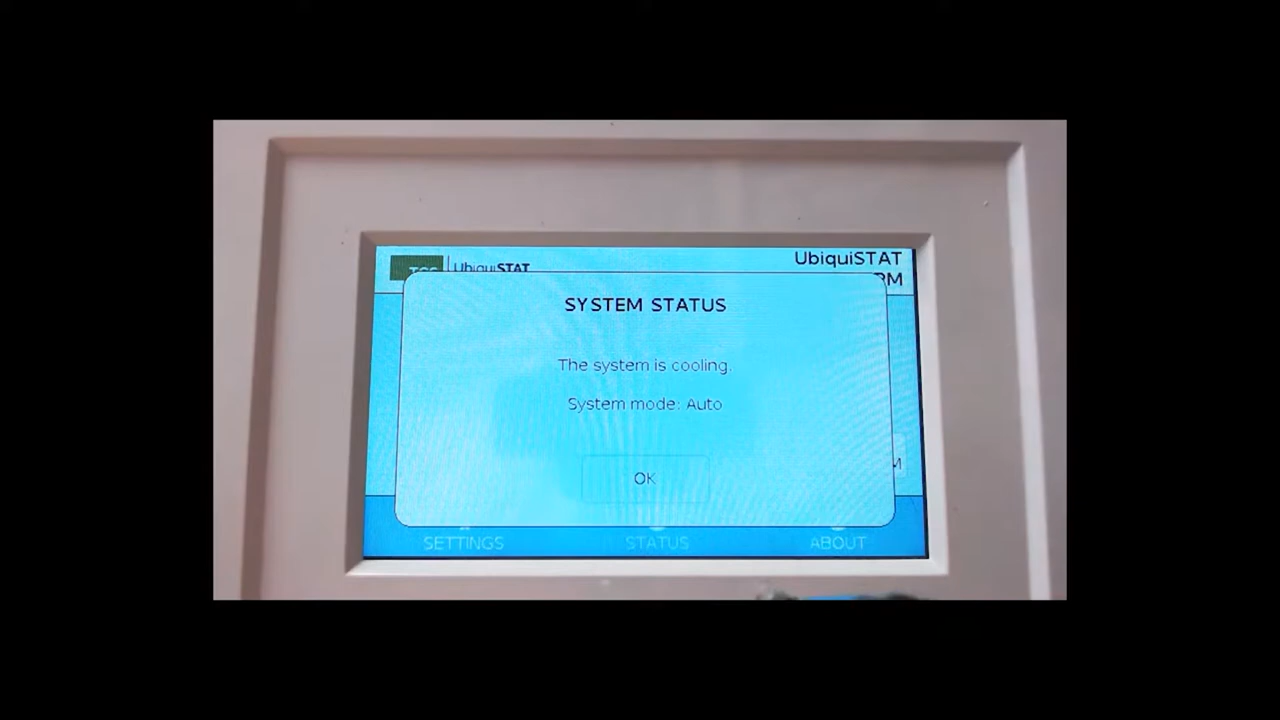 UbiquiSTAT
UbiquiSTAT
SYSTEM STATUS
The system is cooling.
System mode: Auto
OK
SETTINGS
STATUS
ABOUT